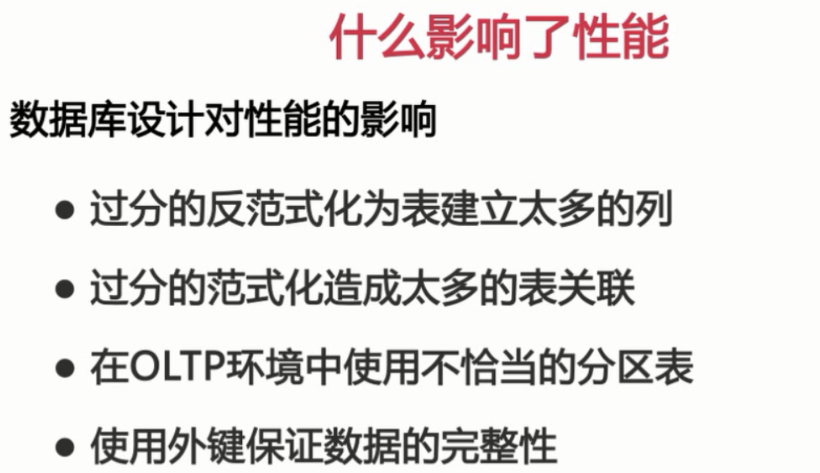 什么影响了性能
数据库设计对性能的影响
● 过分的反范式化为表建立太多的列
● 过分的范式化造成太多的表关联
● 在OLTP环境中使用不恰当的分区表
● 使用外键保证数据的完整性